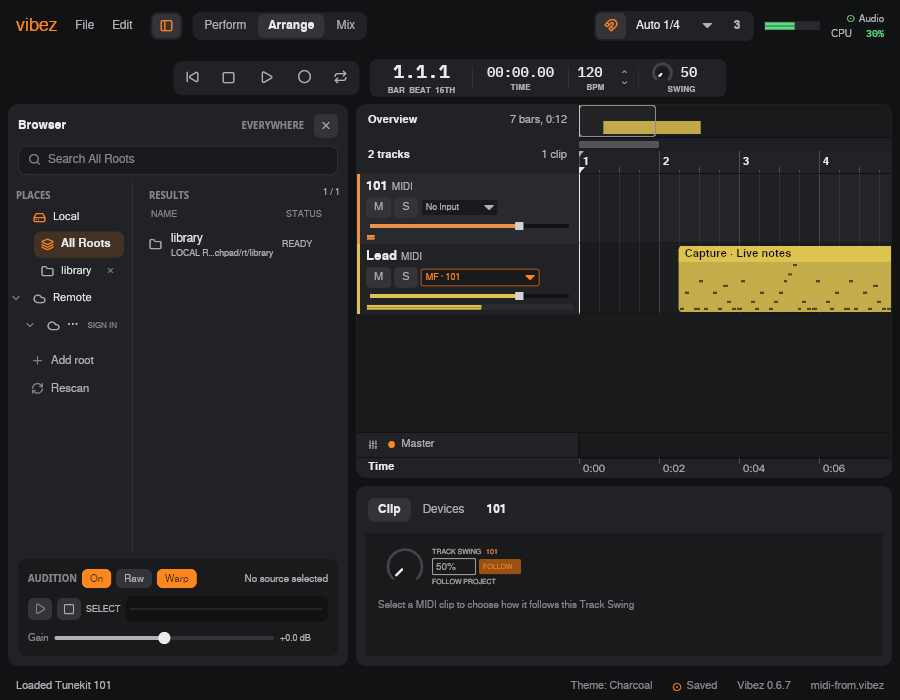 vibez File Edit Perform Arrange Mix Auto 1/4 3 Audio
CPU 30%
1.1.1 00:00.00 120 50
BAR BEAT 16TH TIME BPM SWING
Browser EVERYWHERE ×
Search All Roots
PLACES RESULTS 1 / 1
NAME STATUS
Local
All Roots
library ×
library READY
LOCAL R...chpad/rt/library
Remote
··· SIGN IN
Add root
Rescan
AUDITION On Raw Warp No source selected
SELECT
Gain +0.0 dB
Overview 7 bars, 0:12
2 tracks 1 clip 1 2 3 4
101 MIDI
M S No Input
Lead MIDI
M S MF · 101
Capture · Live notes
Master
Time 0:00 0:02 0:04 0:06
Clip Devices 101
TRACK SWING 101
50% FOLLOW
FOLLOW PROJECT
Select a MIDI clip to choose how it follows this Track Swing
Loaded Tunekit 101 Theme: Charcoal Saved Vibez 0.6.7 midi-from.vibez